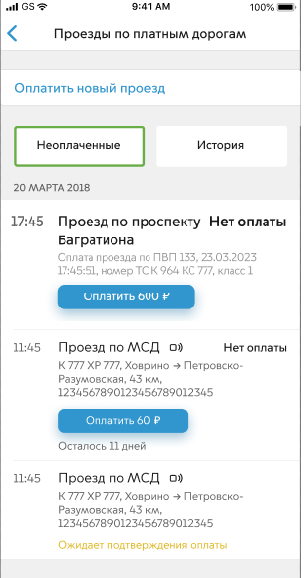 GS 9:41 AM 100%
Проезды по платным дорогам
Оплатить новый проезд
Неоплаченные История
20 МАРТА 2018
17:45 Проезд по проспекту Нет оплаты
Багратиона
Сплата проезда по ПВП 133, 23.03.2023
17:45:51, номер ТСК 964 КС 777, класс 1
Оплатить 600 ₽
11:45 Проезд по МСД Нет оплаты
К 777 ХР 777, Ховрино → Петровско-
Разумовская, 43 км,
1234567890123456789012345
Оплатить 60 ₽
Осталось 11 дней
11:45 Проезд по МСД
К 777 ХР 777, Ховрино → Петровско-
Разумовская, 43 км,
1234567890123456789012345
Ожидает подтверждения оплаты